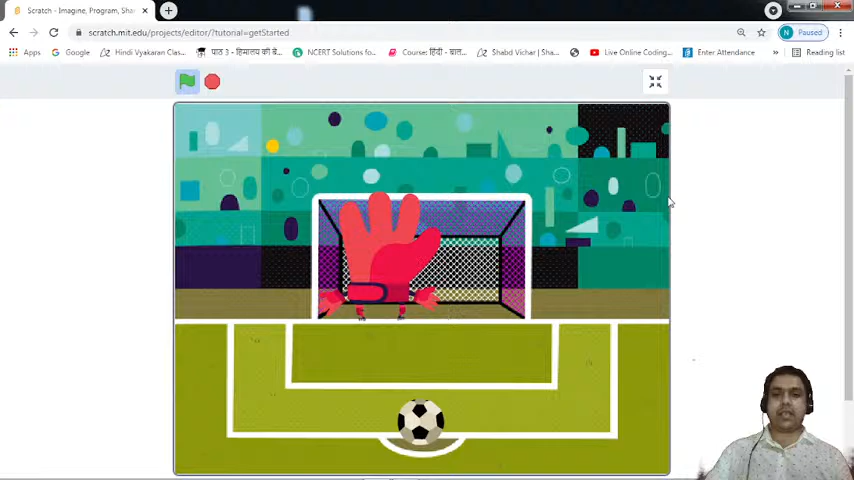 Scratch - Imagine, Program, Shar
scratch.mit.edu/projects/editor/?tutorial=getStarted
N Paused
Apps Google Hindi Vyakaran Clas... पाठ 3 - हिमालय की बे... NCERT Solutions fo... Course: हिंदी - बाल... Shabd Vichar | Sha... Live Online Coding... Enter Attendance Reading list